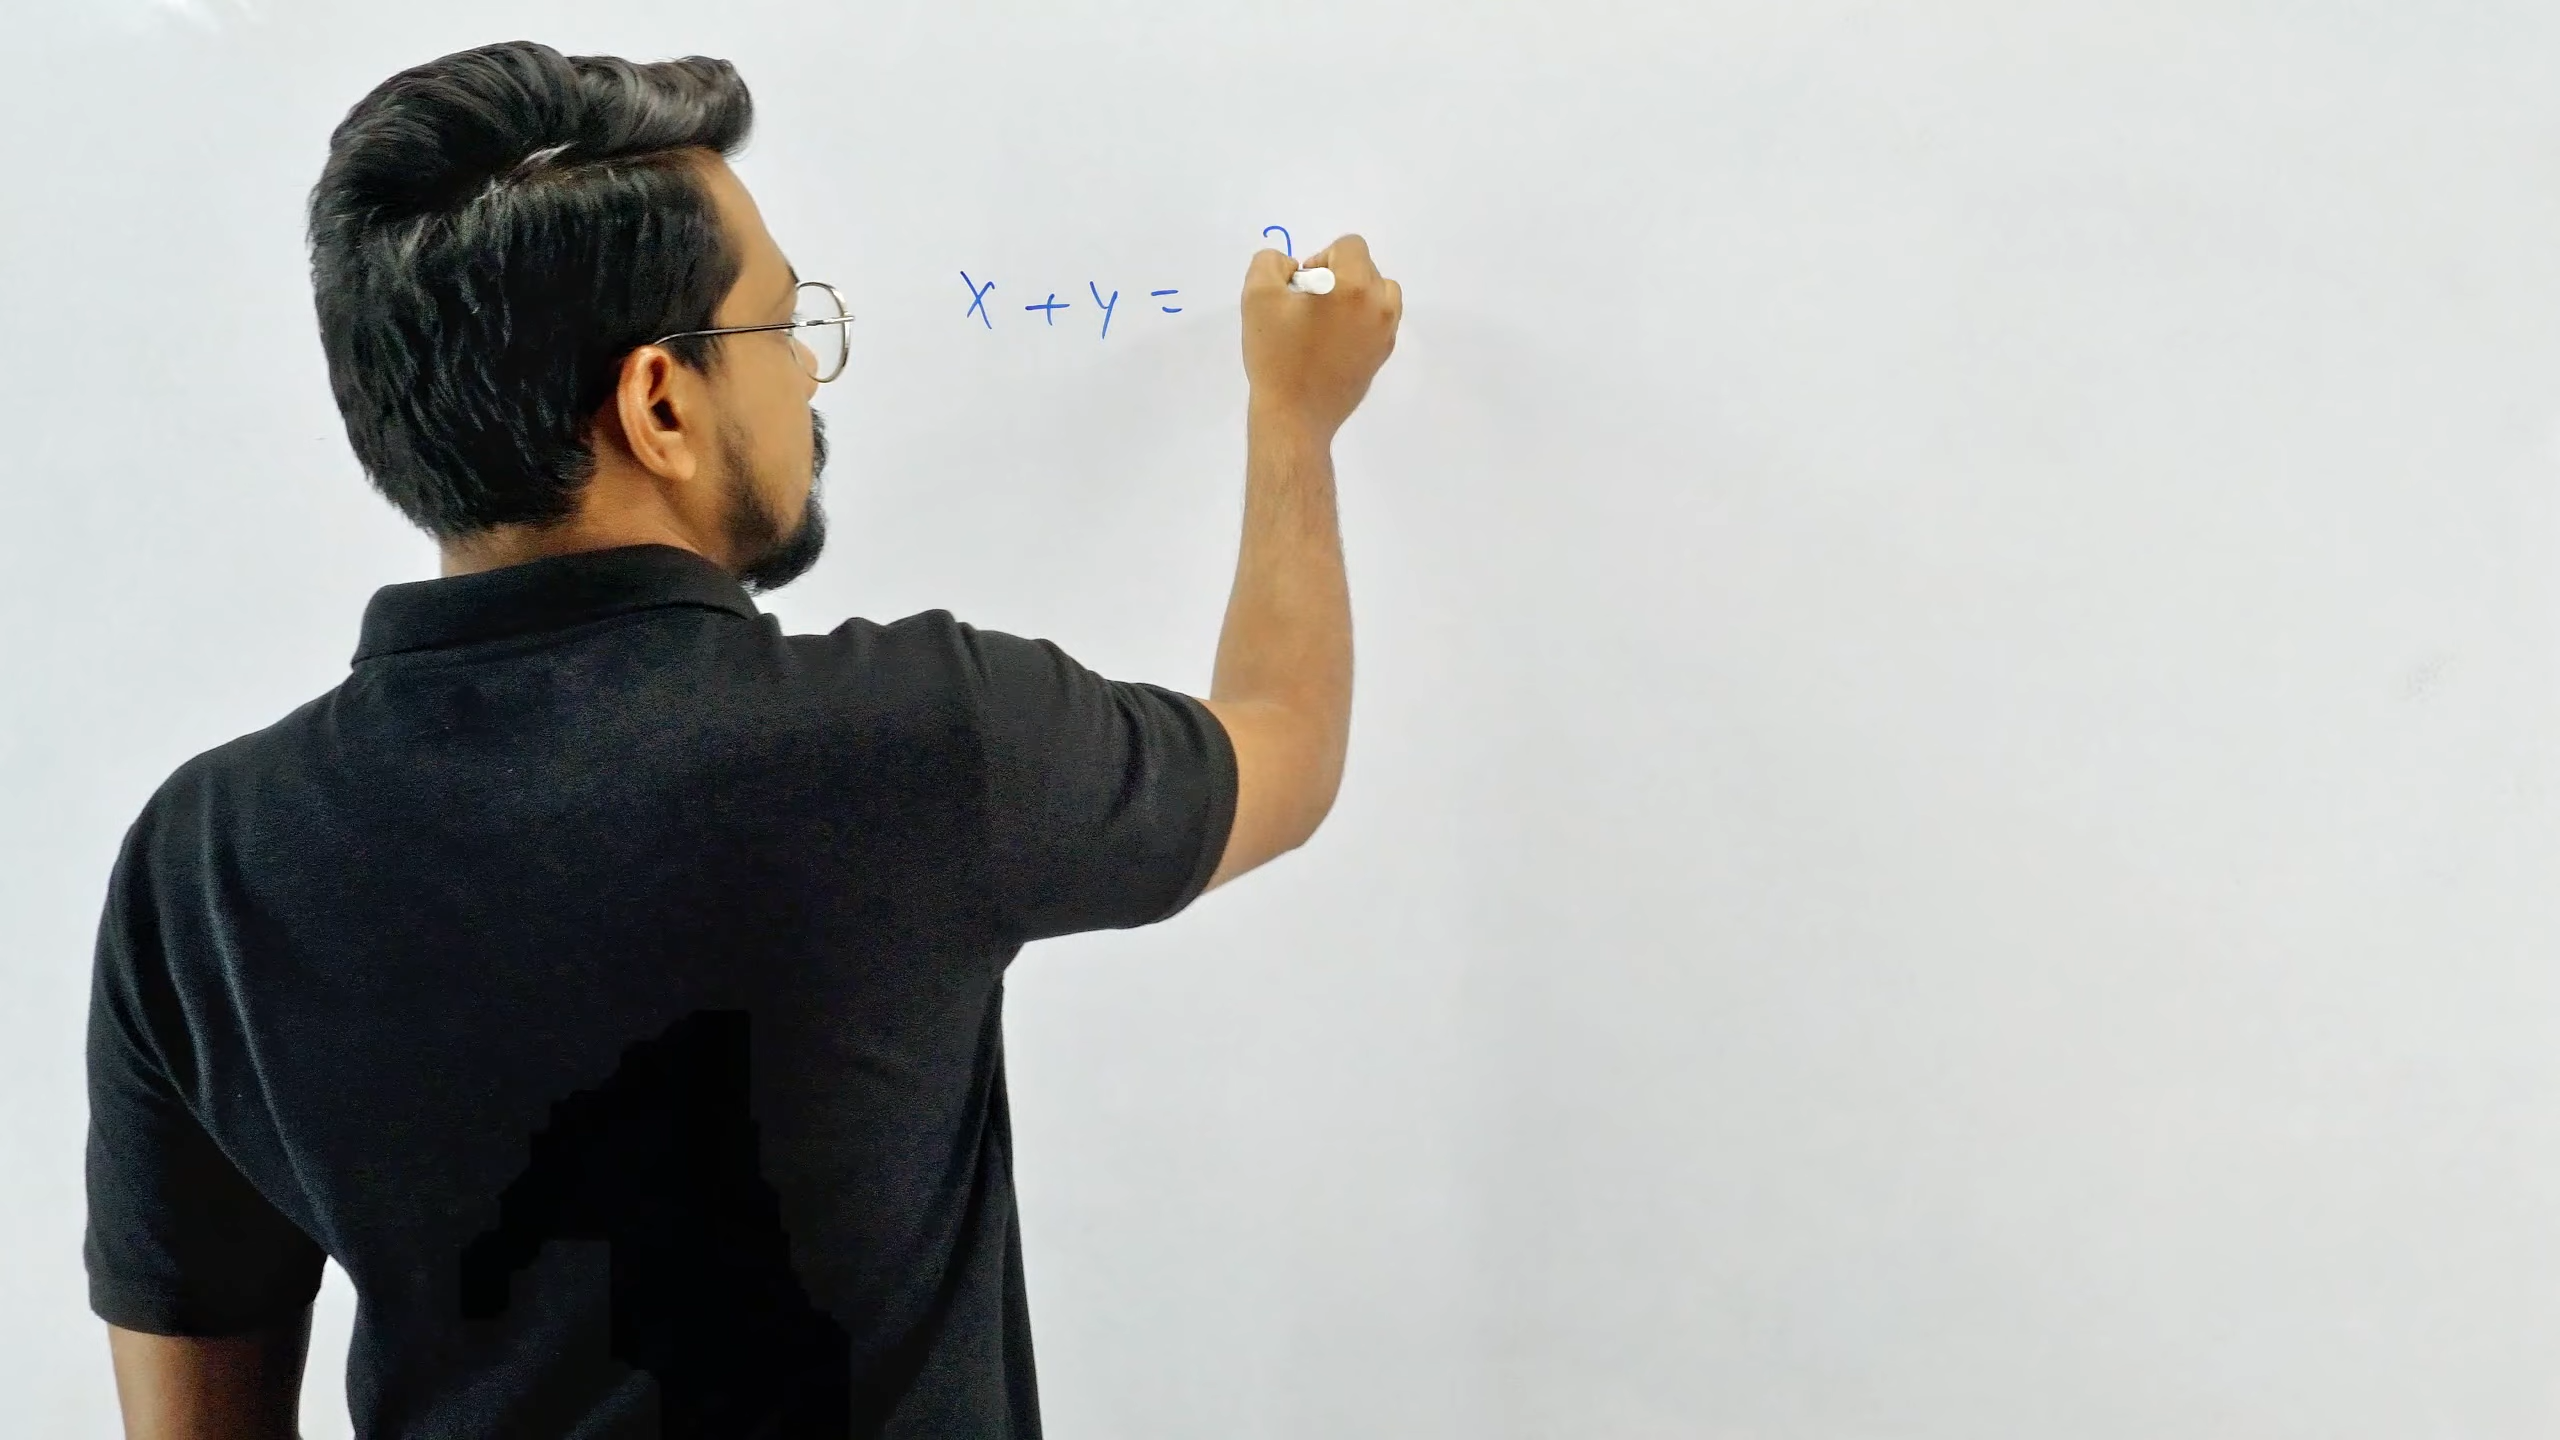 x + y =